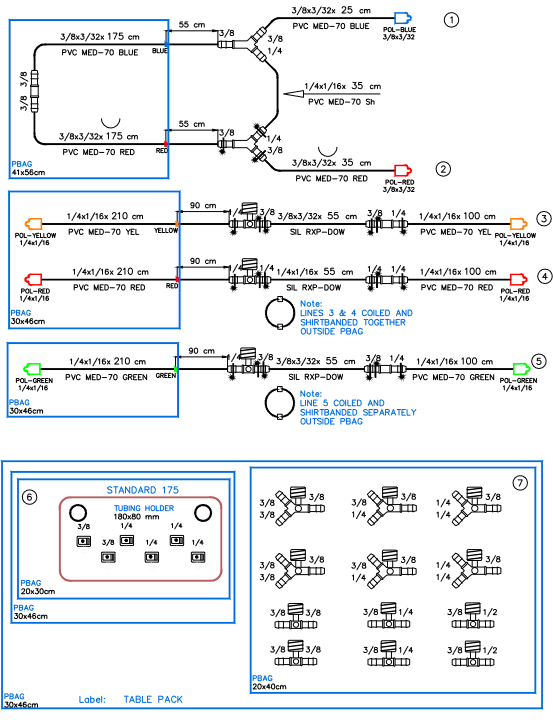 3/8x3/32x 25 cm
PVC MED-70 BLUE
POL-BLUE
3/8x3/32
1
55 cm
3/8x3/32x 175 cm
PVC MED-70 BLUE
BLUE
3/8
3/8
1/4
3/8
3/8
1/4x1/16x 35 cm
PVC MED-70 Sh
55 cm
3/8x3/32x 175 cm
PVC MED-70 RED
RED
3/8
1/4
3/8
3/8x3/32x 35 cm
PVC MED-70 RED
POL-RED
3/8x3/32
2
PBAG
41x56cm
90 cm
1/4x1/16x 210 cm
PVC MED-70 YEL
POL-YELLOW
1/4x1/16
YELLOW
1/4
3/8
3/8x3/32x 55 cm
SIL RXP-DOW
3/8
1/4
1/4x1/16x 100 cm
PVC MED-70 YEL
POL-YELLOW
1/4x1/16
3
90 cm
1/4x1/16x 210 cm
PVC MED-70 RED
POL-RED
1/4x1/16
RED
1/4
1/4
1/4x1/16x 55 cm
SIL RXP-DOW
1/4
1/4
1/4x1/16x 100 cm
PVC MED-70 RED
POL-RED
1/4x1/16
4
PBAG
30x46cm
Note:
LINES 3 & 4 COILED AND
SHIRTBANDED TOGETHER
OUTSIDE PBAG
90 cm
1/4x1/16x 210 cm
PVC MED-70 GREEN
POL-GREEN
1/4x1/16
GREEN
1/4
3/8
3/8x3/32x 55 cm
SIL RXP-DOW
3/8
1/4
1/4x1/16x 100 cm
PVC MED-70 GREEN
POL-GREEN
1/4x1/16
5
PBAG
30x46cm
Note:
LINE 5 COILED AND
SHIRTBANDED SEPARATELY
OUTSIDE PBAG
6
STANDARD 175
TUBING HOLDER
180x80 mm
3/8 1/4 1/4
3/8 1/4 1/4
PBAG
20x30cm
PBAG
30x46cm
7
3/8 3/8 3/8
3/8 1/4 1/4
3/8 1/4 1/4
3/8 3/8 3/8
3/8 1/4 1/4
3/8 1/4 1/4
3/8 3/8 3/8 1/4 3/8 1/2
3/8 3/8 3/8 1/4 3/8 1/2
PBAG
20x40cm
PBAG
30x46cm
Label: TABLE PACK